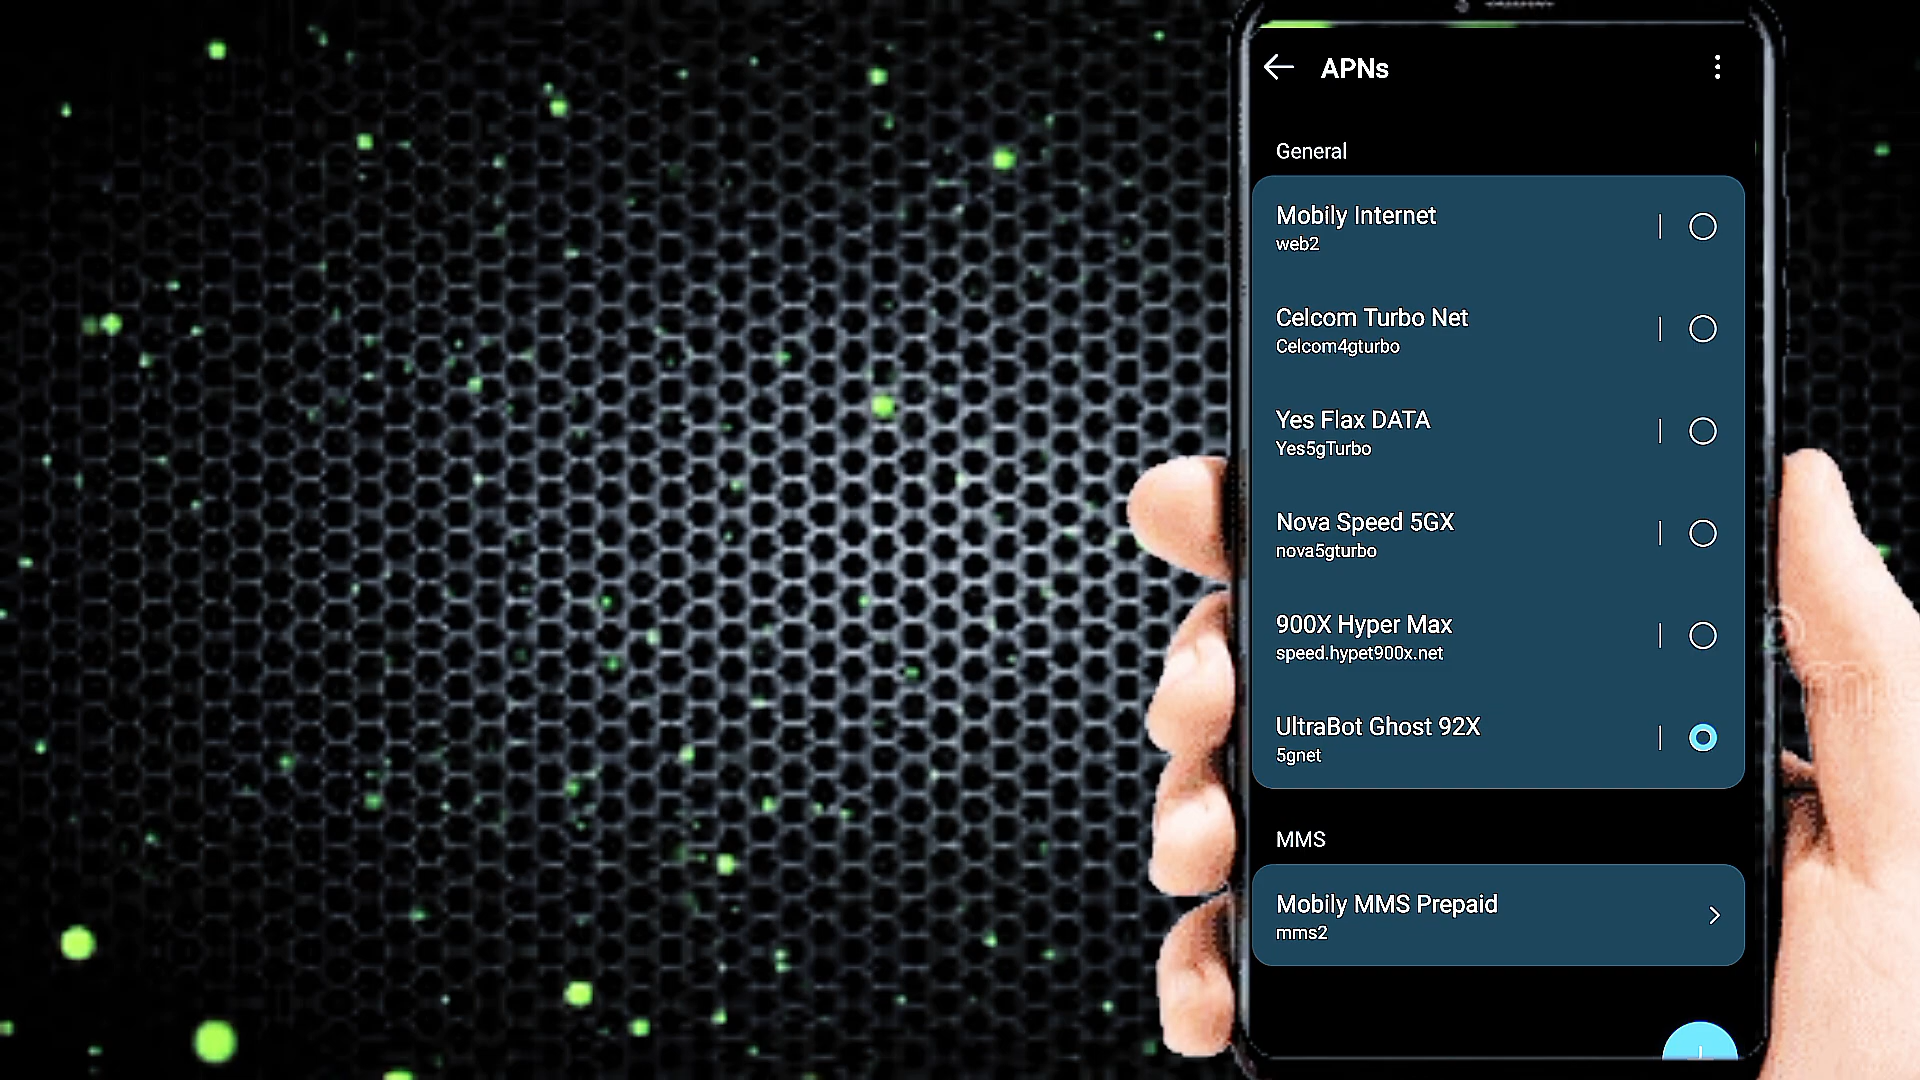 APNs
General
Mobily Internet
web2
Celcom Turbo Net
Celcom4gturbo
Yes Flax DATA
Yes5gTurbo
Nova Speed 5GX
nova5gturbo
900X Hyper Max
speed.hypet900x.net
UltraBot Ghost 92X
5gnet
MMS
Mobily MMS Prepaid
mms2